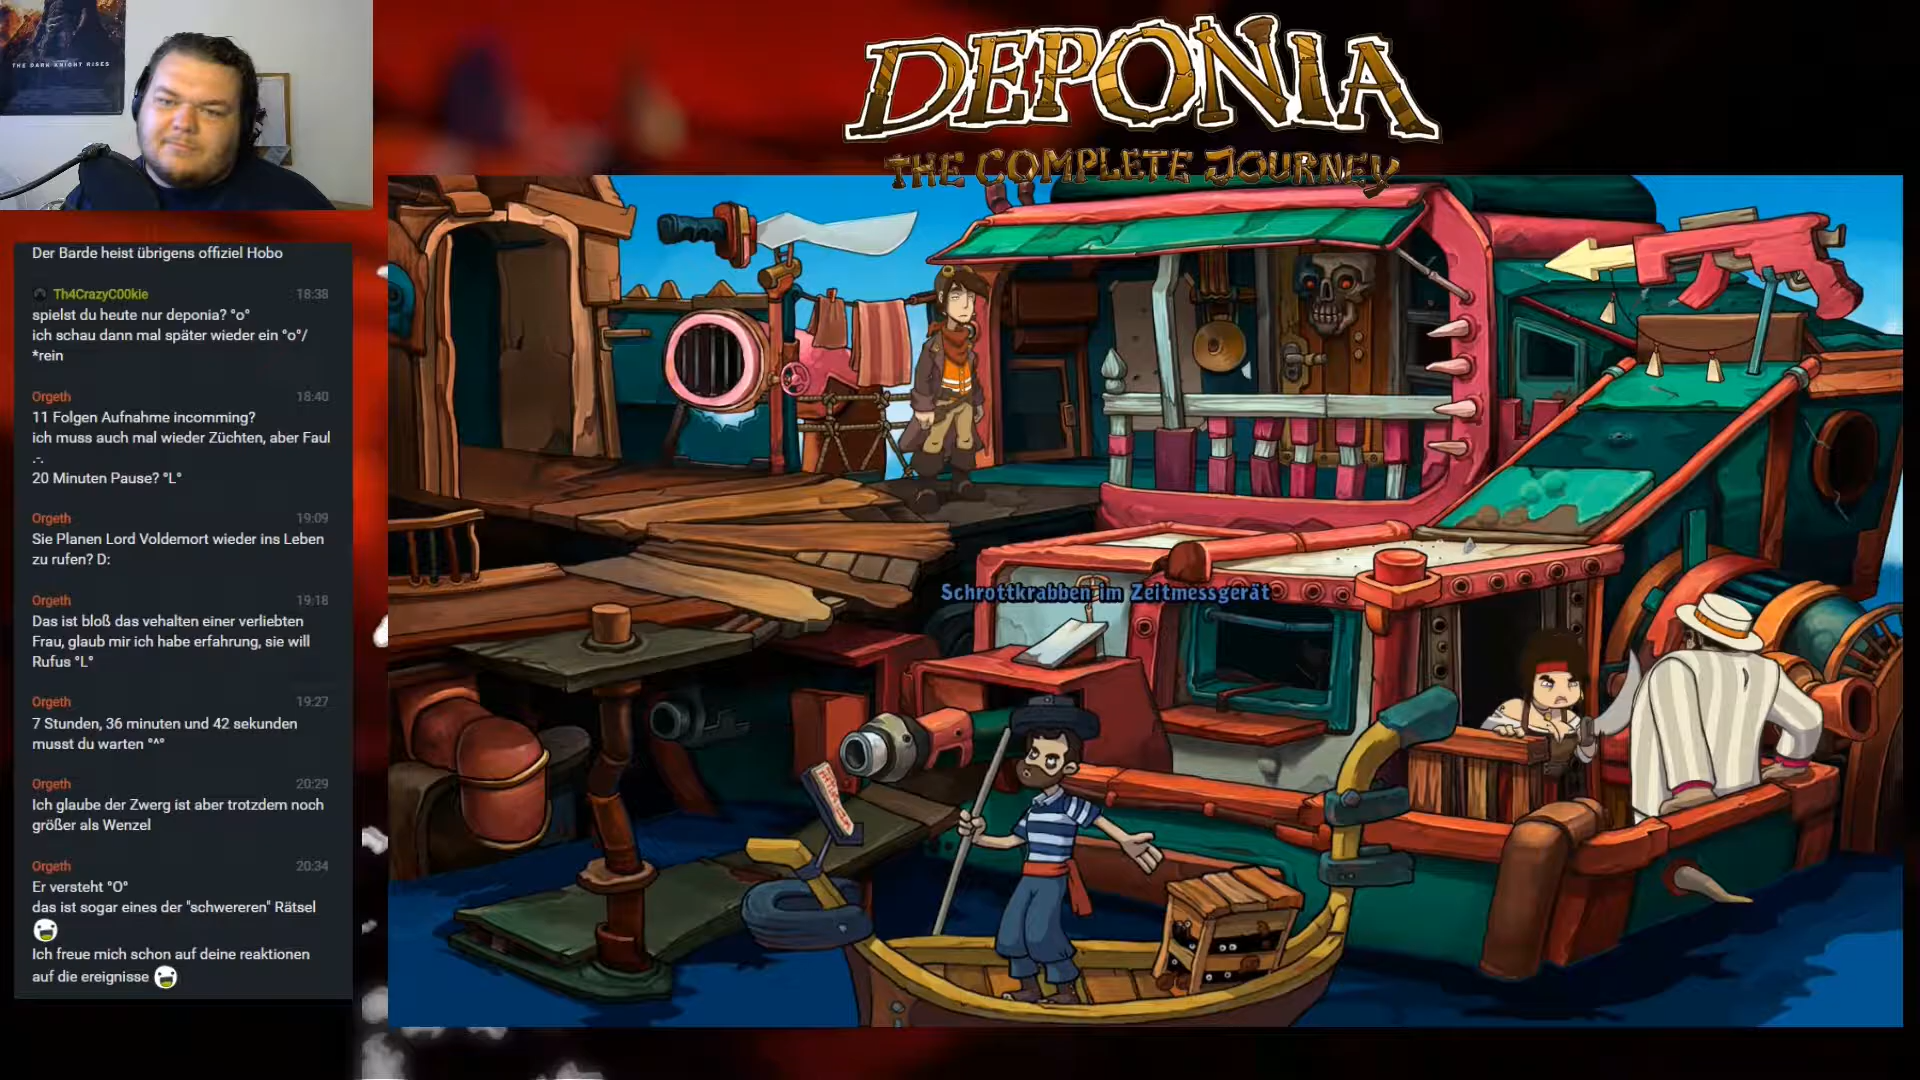 THE DARK KNIGHT RISES
DEPONIA
THE COMPLETE JOURNEY
Der Barde heist übrigens offiziel Hobo
Th4CrazyC00kie 18:38
spielst du heute nur deponia? °o°
ich schau dann mal später wieder ein °o°/
*rein
Orgeth 18:40
11 Folgen Aufnahme incomming?
ich muss auch mal wieder Züchten, aber Faul
.-.
20 Minuten Pause? °L°
Orgeth 19:09
Sie Planen Lord Voldemort wieder ins Leben
zu rufen? D:
Orgeth 19:18
Das ist bloß das vehalten einer verliebten
Frau, glaub mir ich habe erfahrung, sie will
Rufus °L°
Orgeth 19:27
7 Stunden, 36 minuten und 42 sekunden
musst du warten °^°
Orgeth 20:29
Ich glaube der Zwerg ist aber trotzdem noch
größer als Wenzel
Orgeth 20:34
Er versteht °O°
das ist sogar eines der "schwereren" Rätsel
Ich freue mich schon auf deine reaktionen
auf die ereignisse
Schrottkrabben im Zeitmessgerät